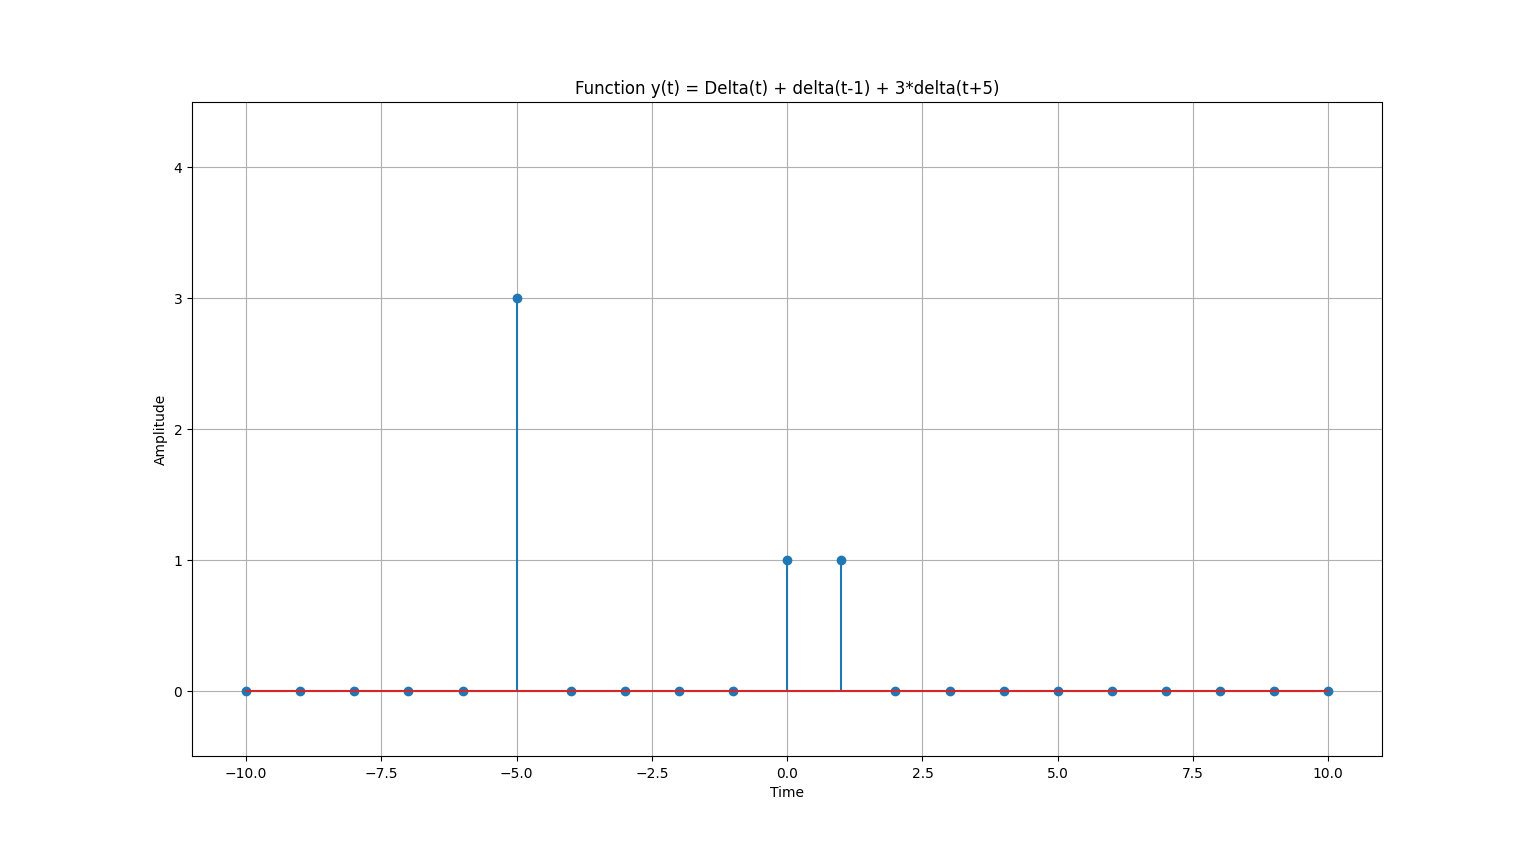 Function y(t) = Delta(t) + delta(t-1) + 3*delta(t+5)
4
3
2
1
0
Amplitude
−10.0 −7.5 −5.0 −2.5 0.0 2.5 5.0 7.5 10.0
Time